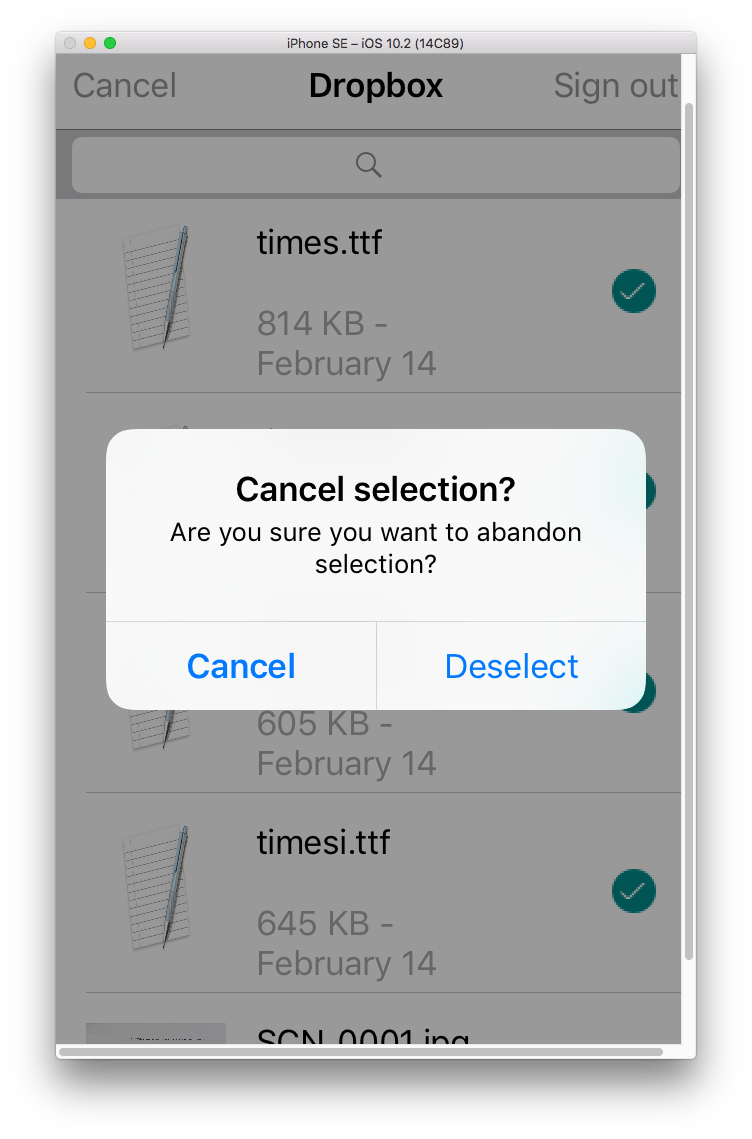 iPhone SE – iOS 10.2 (14C89)
Cancel Dropbox Sign out
times.ttf
814 KB -
February 14
Cancel selection?
Are you sure you want to abandon
selection?
Cancel Deselect
605 KB -
February 14
timesi.ttf
645 KB -
February 14
SCN_0001.jpg